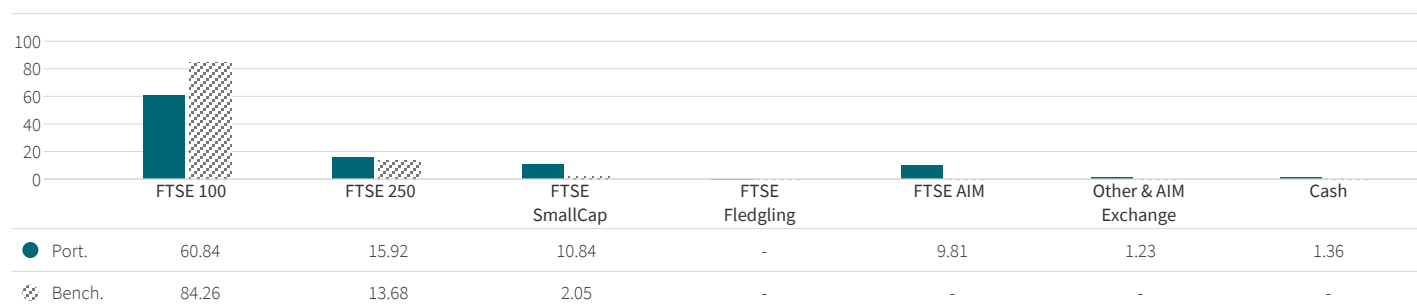 100
80
60
40
20
0
FTSE 100 FTSE 250 FTSE FTSE FTSE AIM Other & AIM Cash
SmallCap Fledgling Exchange
Port. 60.84 15.92 10.84 - 9.81 1.23 1.36
Bench. 84.26 13.68 2.05 - - - -